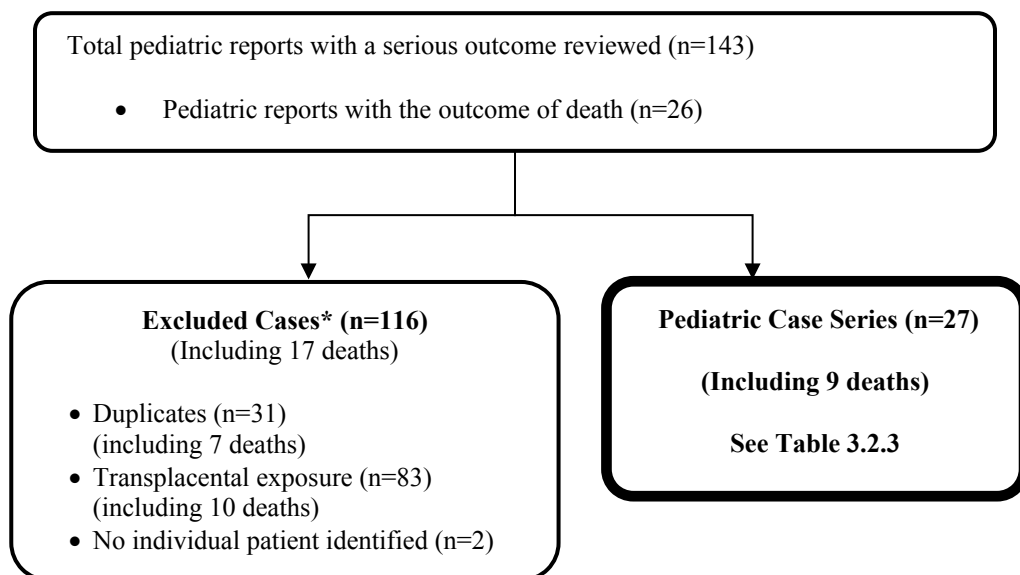 Total pediatric reports with a serious outcome reviewed (n=143)
• Pediatric reports with the outcome of death (n=26)
Excluded Cases* (n=116)
(Including 17 deaths)
• Duplicates (n=31)
(including 7 deaths)
• Transplacental exposure (n=83)
(including 10 deaths)
• No individual patient identified (n=2)
Pediatric Case Series (n=27)
(Including 9 deaths)
See Table 3.2.3